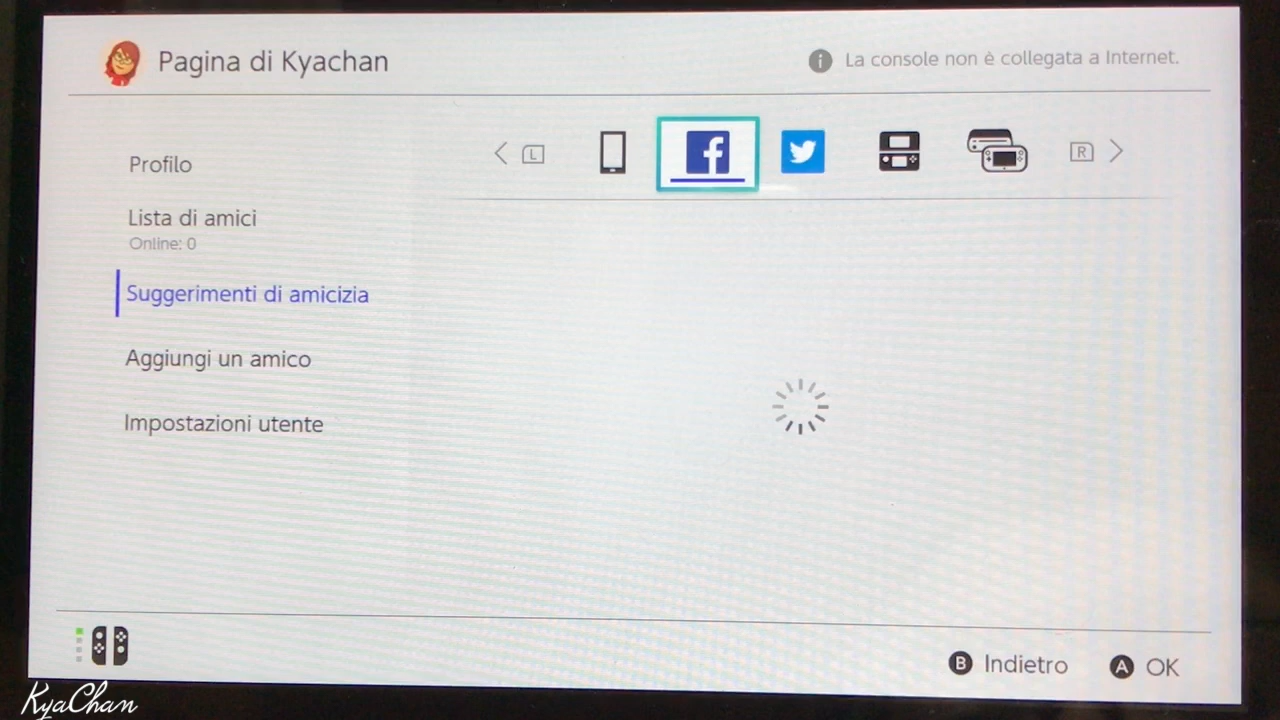 Pagina di Kyachan
La console non è collegata a Internet.
L
f
R
Profilo
Lista di amici
Online: 0
Suggerimenti di amicizia
Aggiungi un amico
Impostazioni utente
B Indietro
A OK
KyaChan